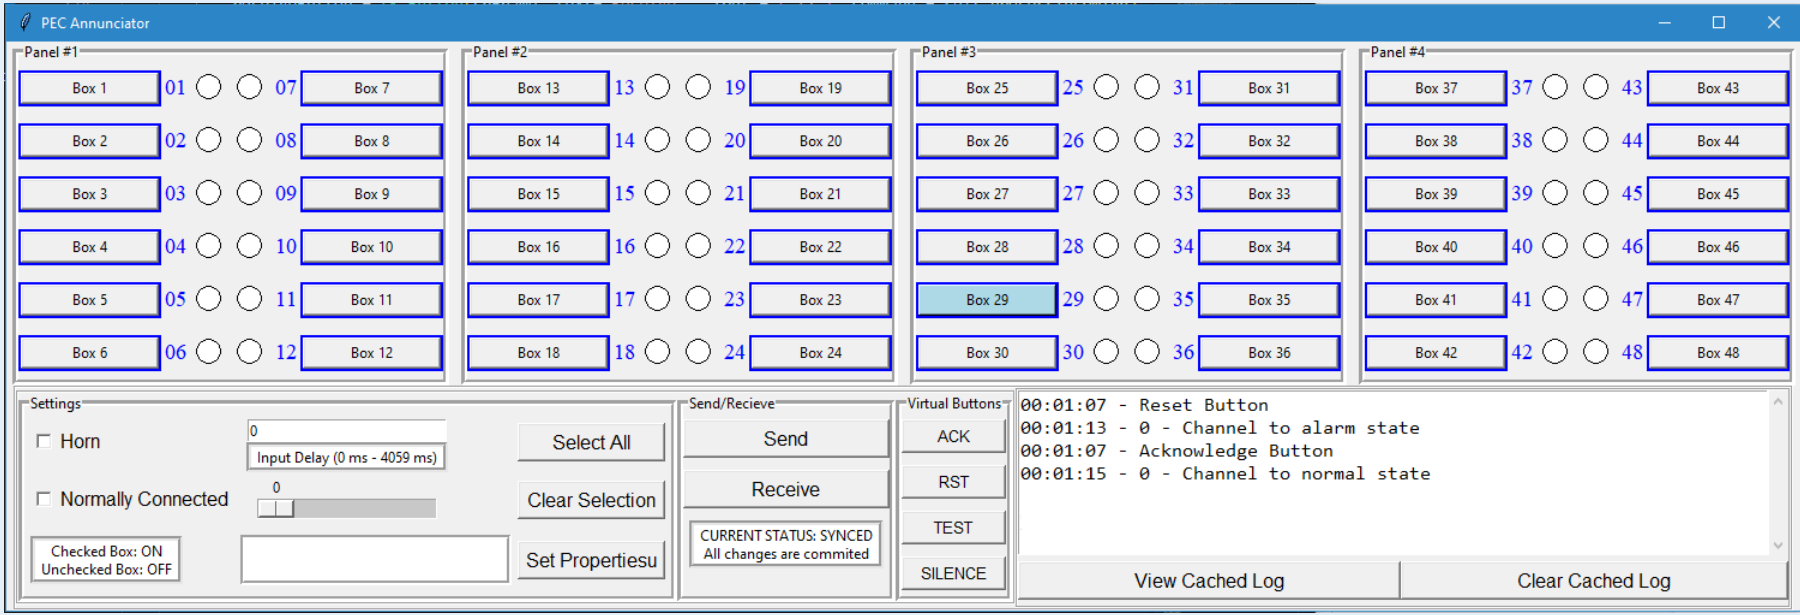 PEC Annunciator
Panel #1 Panel #2 Panel #3 Panel #4
Box 1 01 07 Box 7 Box 13 13 19 Box 19 Box 25 25 31 Box 31 Box 37 37 43 Box 43
Box 2 02 08 Box 8 Box 14 14 20 Box 20 Box 26 26 32 Box 32 Box 38 38 44 Box 44
Box 3 03 09 Box 9 Box 15 15 21 Box 21 Box 27 27 33 Box 33 Box 39 39 45 Box 45
Box 4 04 10 Box 10 Box 16 16 22 Box 22 Box 28 28 34 Box 34 Box 40 40 46 Box 46
Box 5 05 11 Box 11 Box 17 17 23 Box 23 Box 29 29 35 Box 35 Box 41 41 47 Box 47
Box 6 06 12 Box 12 Box 18 18 24 Box 24 Box 30 30 36 Box 36 Box 42 42 48 Box 48
Settings
Horn
0
Input Delay (0 ms - 4059 ms)
Select All
Normally Connected
0
Clear Selection
Checked Box: ON
Unchecked Box: OFF
Set Propertiesu
Send/Recieve
Send
Receive
CURRENT STATUS: SYNCED
All changes are commited
Virtual Buttons
ACK
RST
TEST
SILENCE
00:01:07 - Reset Button
00:01:13 - 0 - Channel to alarm state
00:01:07 - Acknowledge Button
00:01:15 - 0 - Channel to normal state
View Cached Log Clear Cached Log